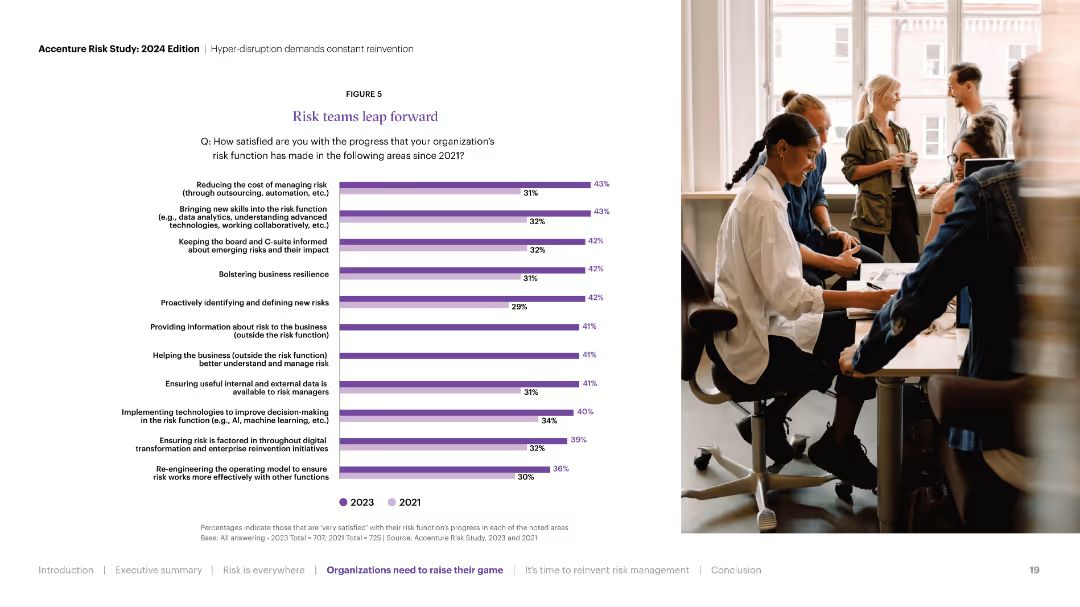 Accenture Risk Study: 2024 Edition | Hyper-disruption demands constant reinvention
FIGURE 5
Risk teams leap forward
Q: How satisfied are you with the progress that your organization's
risk function has made in the following areas since 2021?
Reducing the cost of managing risk
(through outsourcing, automation, etc.)
43%
31%
Bringing new skills into the risk function
(e.g., data analytics, understanding advanced
technologies, working collaboratively, etc.)
43%
32%
Keeping the board and C-suite informed
about emerging risks and their impact
42%
32%
Bolstering business resilience
42%
31%
Proactively identifying and defining new risks
42%
29%
Providing information about risk to the business
(outside the risk function)
41%
Helping the business (outside the risk function)
better understand and manage risk
41%
Ensuring useful internal and external data is
available to risk managers
41%
31%
Implementing technologies to improve decision-making
in the risk function (e.g., AI, machine learning, etc.)
40%
34%
Ensuring risk is factored in throughout digital
transformation and enterprise reinvention initiatives
39%
32%
Re-engineering the operating model to ensure
risk works more effectively with other functions
36%
30%
2023 2021
Percentages indicate those that are 'very satisfied' with their risk function's progress in each of the noted areas
Base: All answering - 2023 Total = 707; 2021 Total = 725 | Source: Accenture Risk Study, 2023 and 2021
Introduction | Executive summary | Risk is everywhere | Organizations need to raise their game | It's time to reinvent risk management | Conclusion 19